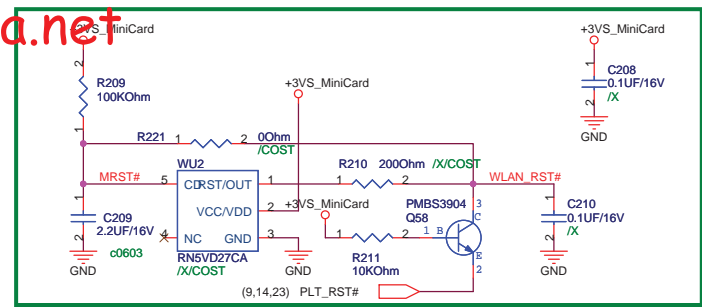 a.net
+3VS_MiniCard
+3VS_MiniCard
R209
100KOhm
C208
0.1UF/16V
/X
GND
+3VS_MiniCard
R221 1 2 0Ohm
/COST
WU2
R210 200Ohm /X/COST
MRST# 5 CD RST/OUT 1 1 2 WLAN_RST#
VCC/VDD 2 +3VS_MiniCard
PMBS3904
Q58
3 C
1 B
E
2
C210
0.1UF/16V
/X
GND
C209
2.2UF/16V
c0603
GND
4 NC GND 3
RN5VD27CA
/X/COST
GND
1 2
R211
10KOhm
(9,14,23) PLT_RST#